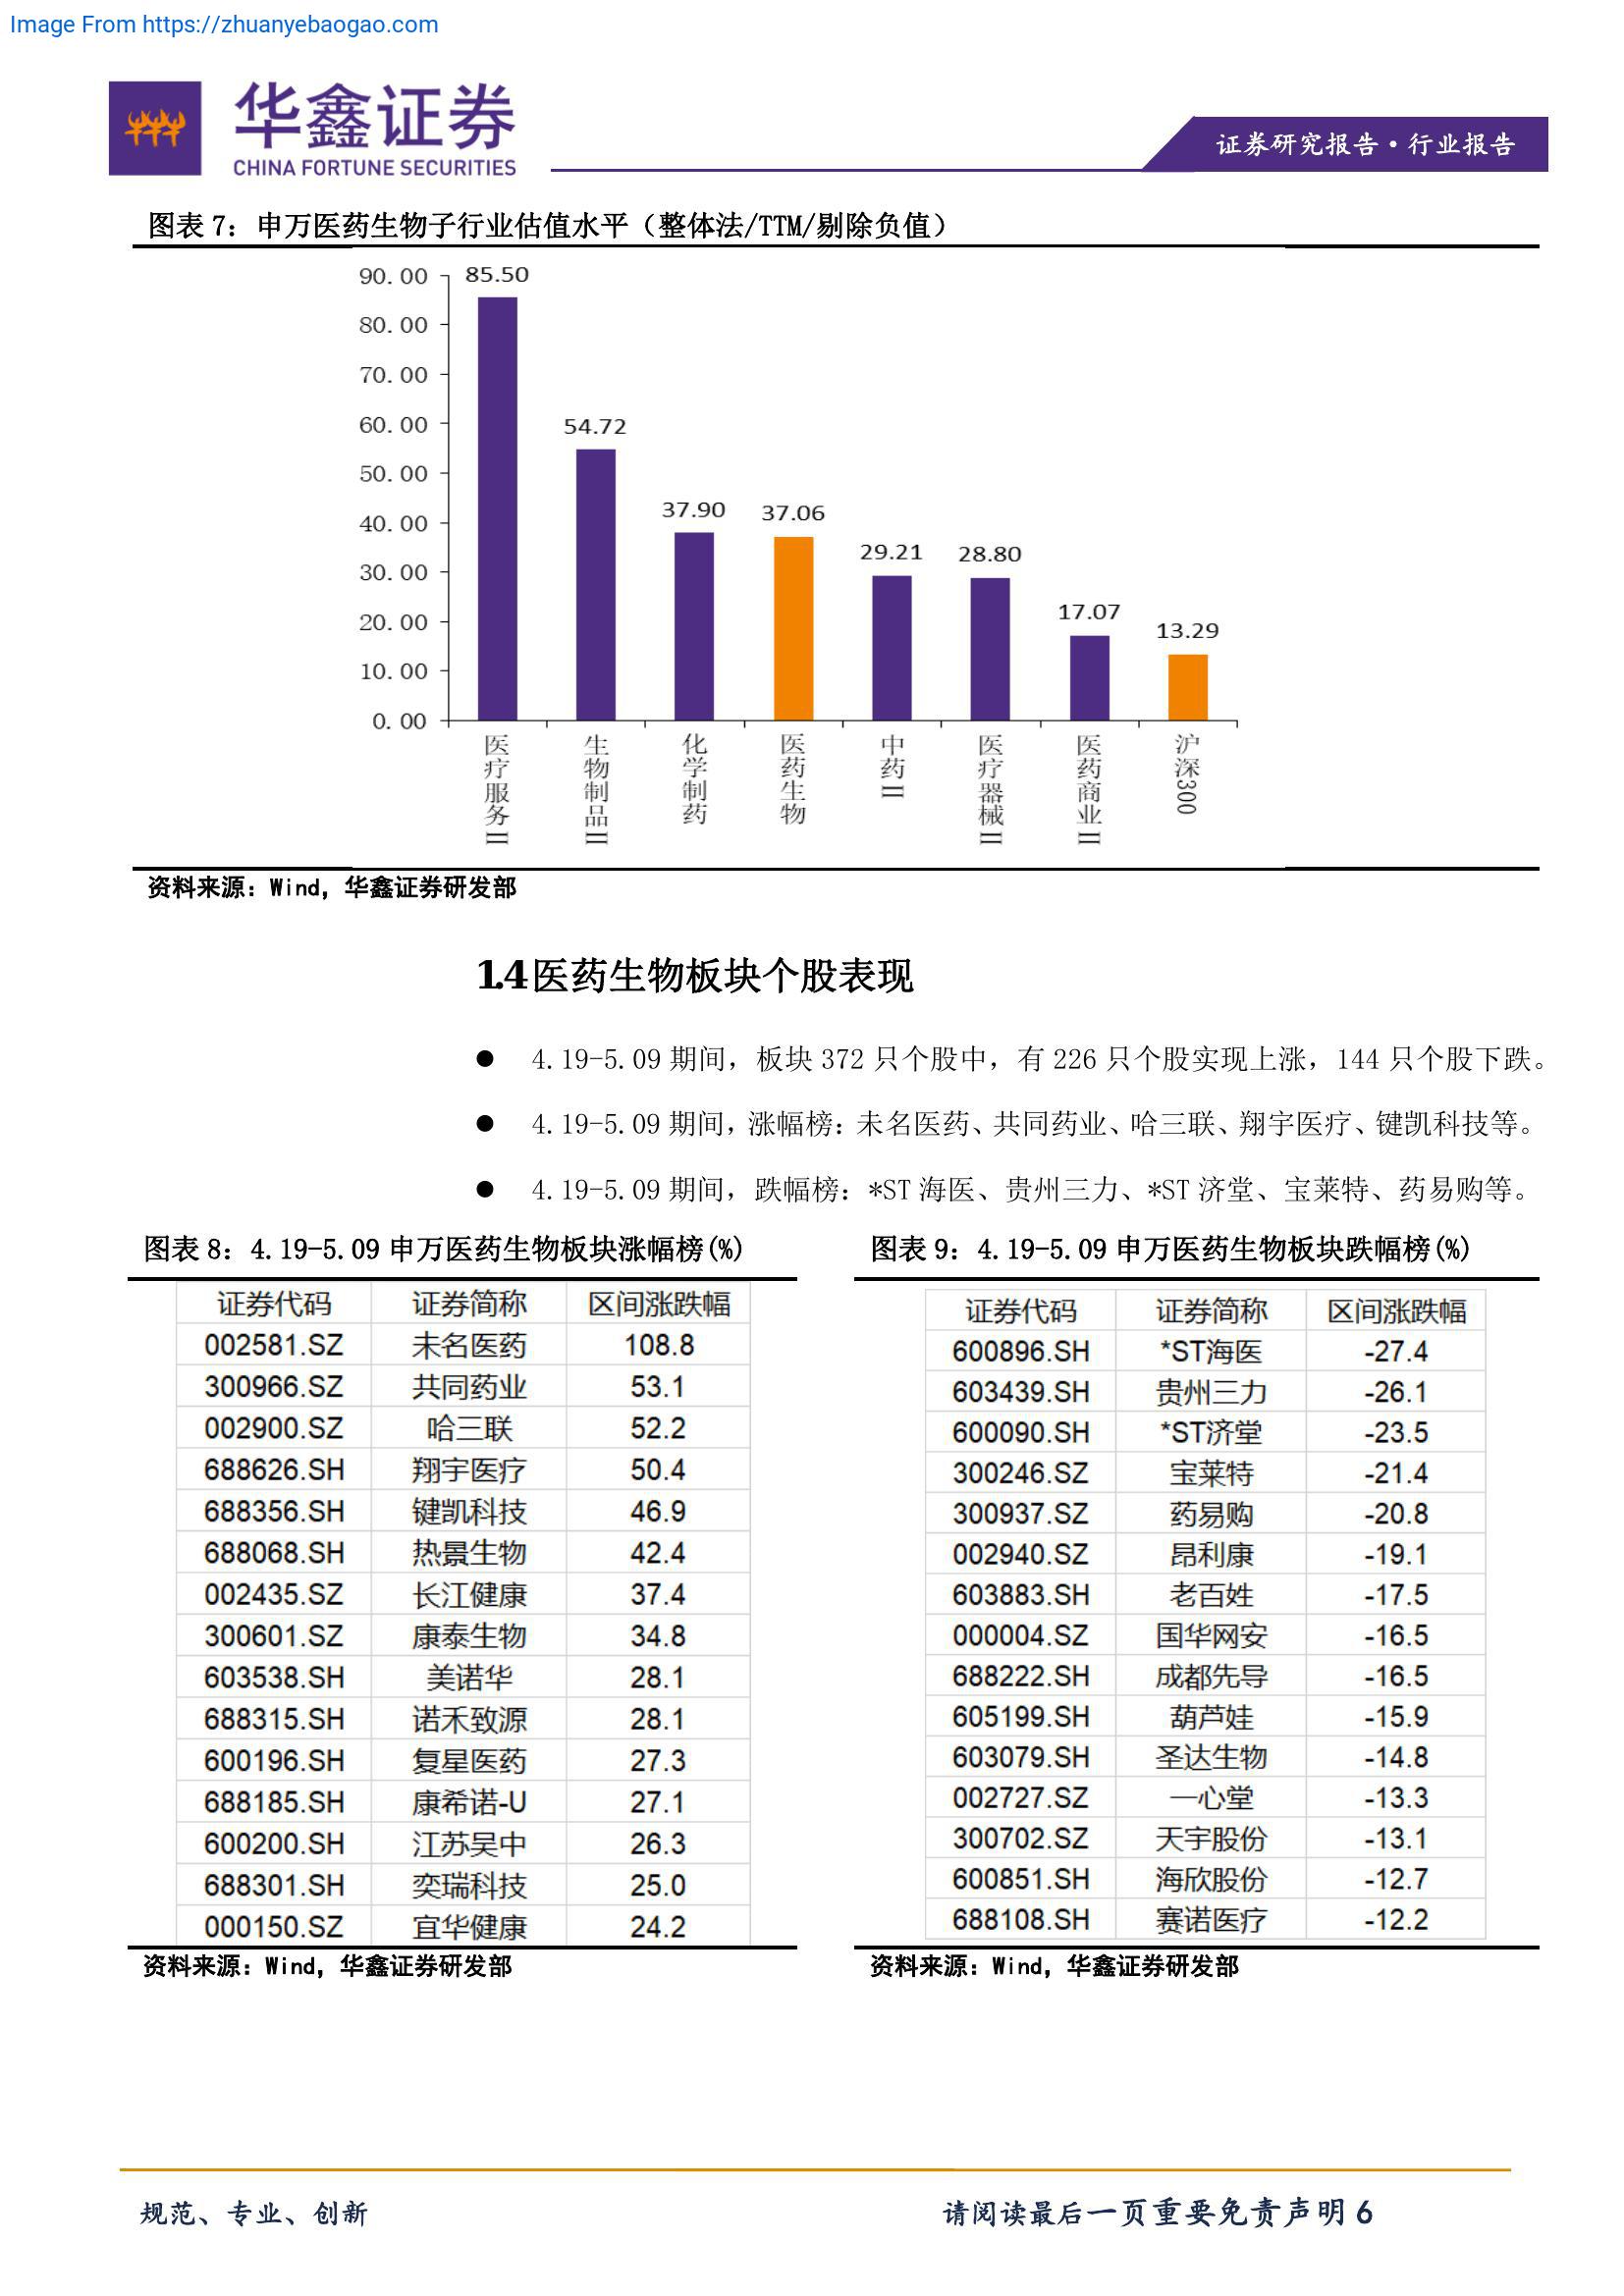 Image From https://zhuanyebaogao.com
华鑫证券
CHINA FORTUNE SECURITIES
证券研究报告·行业报告
图表 7：申万医药生物子行业估值水平（整体法/TTM/剔除负值）
90.00
80.00
70.00
60.00
50.00
40.00
30.00
20.00
10.00
0.00
85.50
54.72
37.90
37.06
29.21
28.80
17.07
13.29
医疗服务II
生物制品II
化学制药
医药生物
中药II
医疗器械II
医药商业II
沪深300
资料来源：Wind，华鑫证券研发部
1.4 医药生物板块个股表现
● 4.19-5.09 期间，板块 372 只个股中，有 226 只个股实现上涨，144 只个股下跌。
● 4.19-5.09 期间，涨幅榜：未名医药、共同药业、哈三联、翔宇医疗、键凯科技等。
● 4.19-5.09 期间，跌幅榜：*ST 海医、贵州三力、*ST 济堂、宝莱特、药易购等。
图表 8：4.19-5.09 申万医药生物板块涨幅榜(%)
证券代码 证券简称 区间涨跌幅
002581.SZ 未名医药 108.8
300966.SZ 共同药业 53.1
002900.SZ 哈三联 52.2
688626.SH 翔宇医疗 50.4
688356.SH 键凯科技 46.9
688068.SH 热景生物 42.4
002435.SZ 长江健康 37.4
300601.SZ 康泰生物 34.8
603538.SH 美诺华 28.1
688315.SH 诺禾致源 28.1
600196.SH 复星医药 27.3
688185.SH 康希诺-U 27.1
600200.SH 江苏吴中 26.3
688301.SH 奕瑞科技 25.0
000150.SZ 宜华健康 24.2
资料来源：Wind，华鑫证券研发部
图表 9：4.19-5.09 申万医药生物板块跌幅榜(%)
证券代码 证券简称 区间涨跌幅
600896.SH *ST海医 -27.4
603439.SH 贵州三力 -26.1
600090.SH *ST济堂 -23.5
300246.SZ 宝莱特 -21.4
300937.SZ 药易购 -20.8
002940.SZ 昂利康 -19.1
603883.SH 老百姓 -17.5
000004.SZ 国华网安 -16.5
688222.SH 成都先导 -16.5
605199.SH 葫芦娃 -15.9
603079.SH 圣达生物 -14.8
002727.SZ 一心堂 -13.3
300702.SZ 天宇股份 -13.1
600851.SH 海欣股份 -12.7
688108.SH 赛诺医疗 -12.2
资料来源：Wind，华鑫证券研发部
规范、专业、创新
请阅读最后一页重要免责声明 6